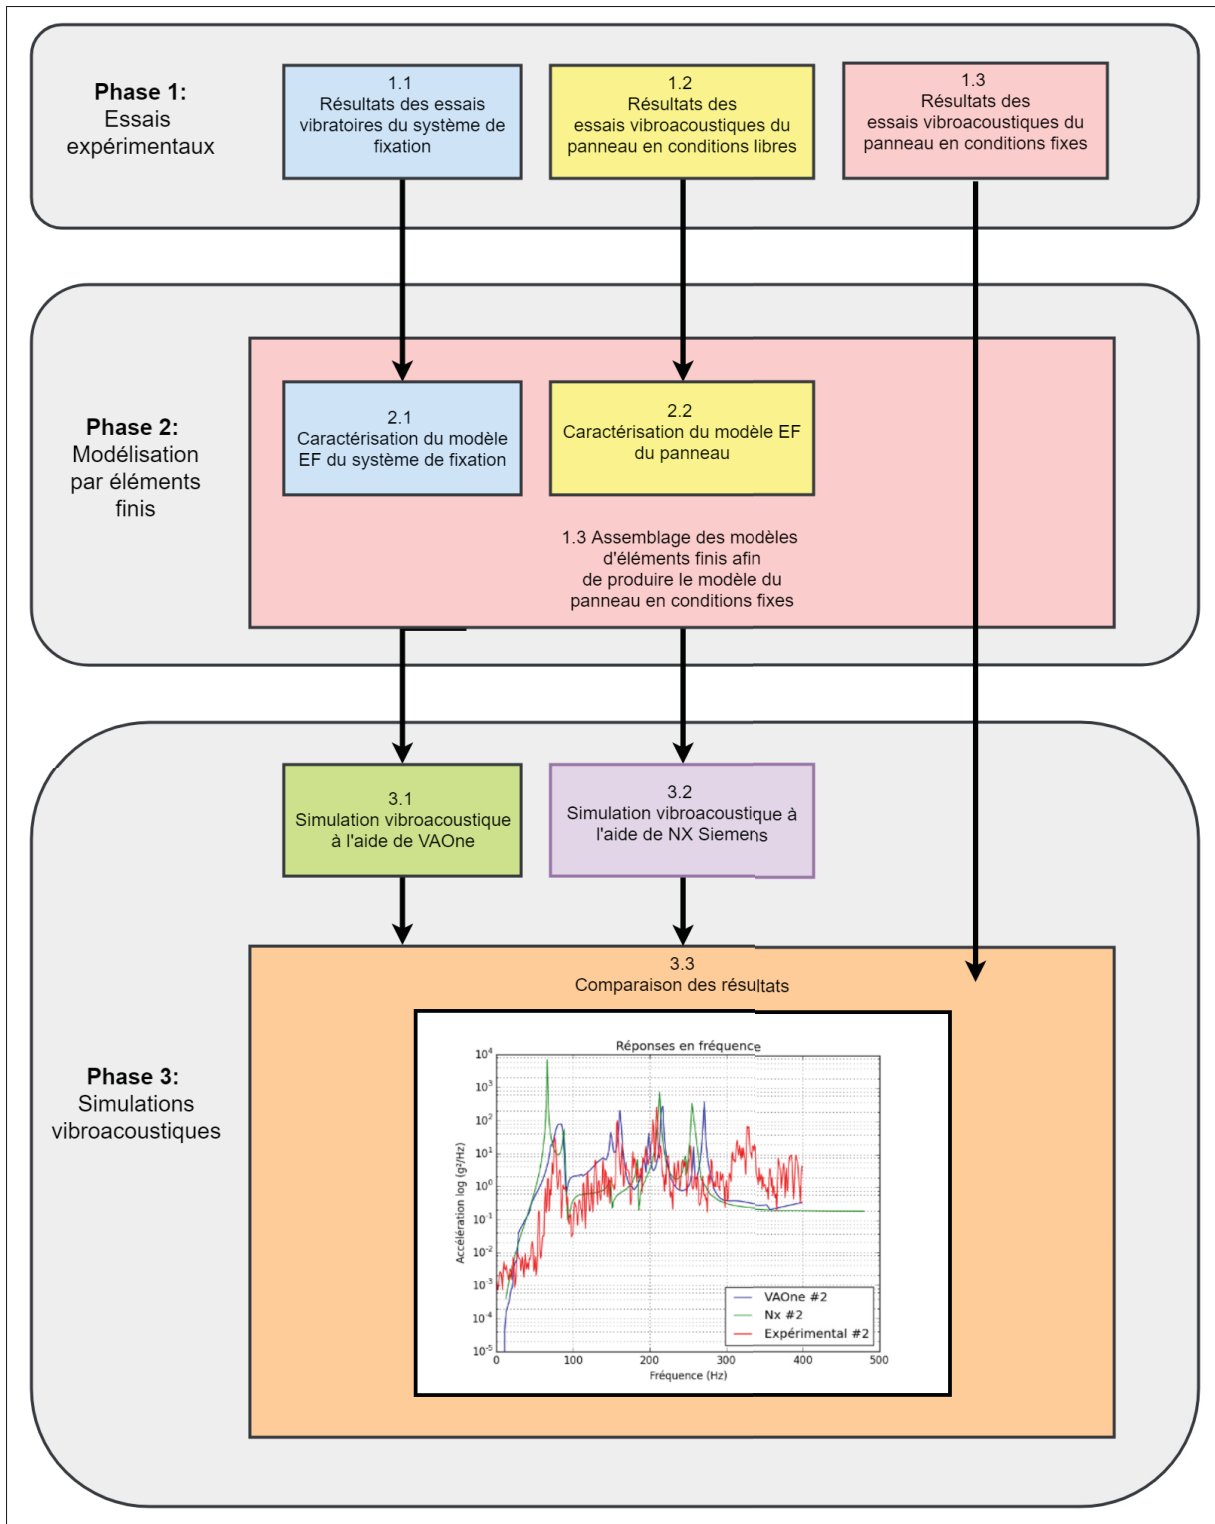 Phase 1:
Essais
expérimentaux
1.1
Résultats des essais
vibratoires du système de
fixation
1.2
Résultats des
essais vibroacoustiques du
panneau en conditions libres
1.3
Résultats des
essais vibroacoustiques du
panneau en conditions fixes
Phase 2:
Modélisation
par éléments
finis
2.1
Caractérisation du modèle
EF du système de fixation
2.2
Caractérisation du modèle EF
du panneau
1.3 Assemblage des modèles
d'éléments finis afin
de produire le modèle du
panneau en conditions fixes
Phase 3:
Simulations
vibroacoustiques
3.1
Simulation vibroacoustique
à l'aide de VAOne
3.2
Simulation vibroacoustique à
l'aide de NX Siemens
3.3
Comparaison des résultats
Réponses en fréquence
Accélération log (g²/Hz)
10⁴
10³
10²
10¹
10⁰
10⁻¹
10⁻²
10⁻³
10⁻⁴
10⁻⁵
VAOne #2
Nx #2
Expérimental #2
0 100 200 300 400 500
Fréquence (Hz)